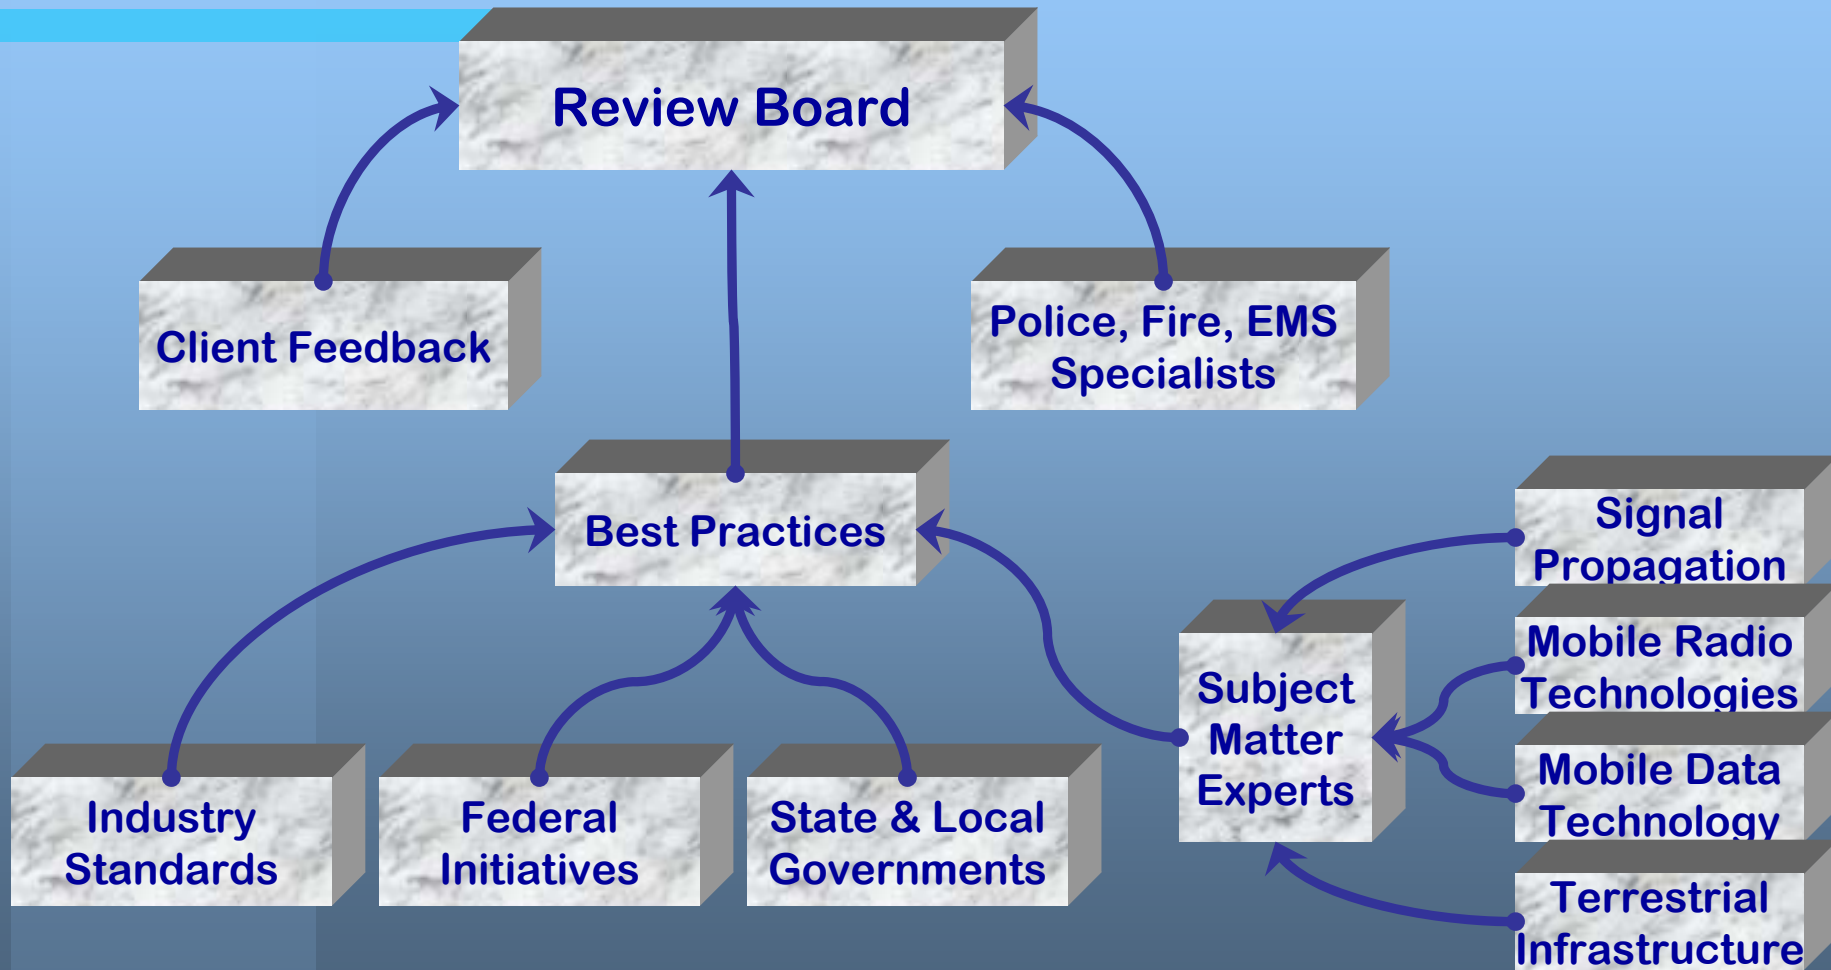 Review Board
Client Feedback
Police, Fire, EMS
Specialists
Best Practices
Signal
Propagation
Mobile Radio
Technologies
Subject
Matter
Experts
Mobile Data
Technology
Industry
Standards
Federal
Initiatives
State & Local
Governments
Terrestrial
Infrastructure